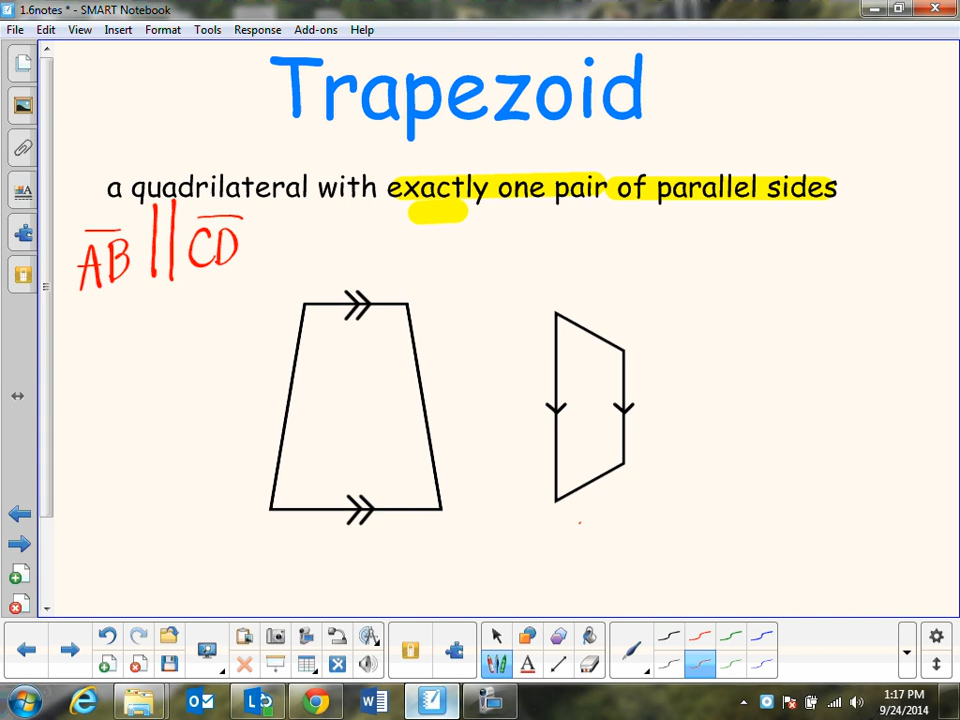 1.6notes * - SMART Notebook
File Edit View Insert Format Tools Response Add-ons Help
Trapezoid
a quadrilateral with exactly one pair of parallel sides
AB || CD
1:17 PM
9/24/2014